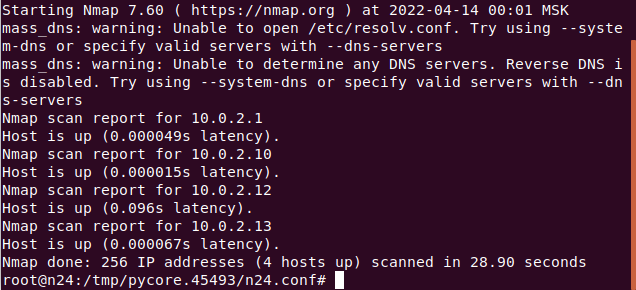 Starting Nmap 7.60 ( https://nmap.org ) at 2022-04-14 00:01 MSK
mass_dns: warning: Unable to open /etc/resolv.conf. Try using --syste
m-dns or specify valid servers with --dns-servers
mass_dns: warning: Unable to determine any DNS servers. Reverse DNS i
s disabled. Try using --system-dns or specify valid servers with --dn
s-servers
Nmap scan report for 10.0.2.1
Host is up (0.000049s latency).
Nmap scan report for 10.0.2.10
Host is up (0.000015s latency).
Nmap scan report for 10.0.2.12
Host is up (0.096s latency).
Nmap scan report for 10.0.2.13
Host is up (0.000067s latency).
Nmap done: 256 IP addresses (4 hosts up) scanned in 28.90 seconds
root@n24:/tmp/pycore.45493/n24.conf#